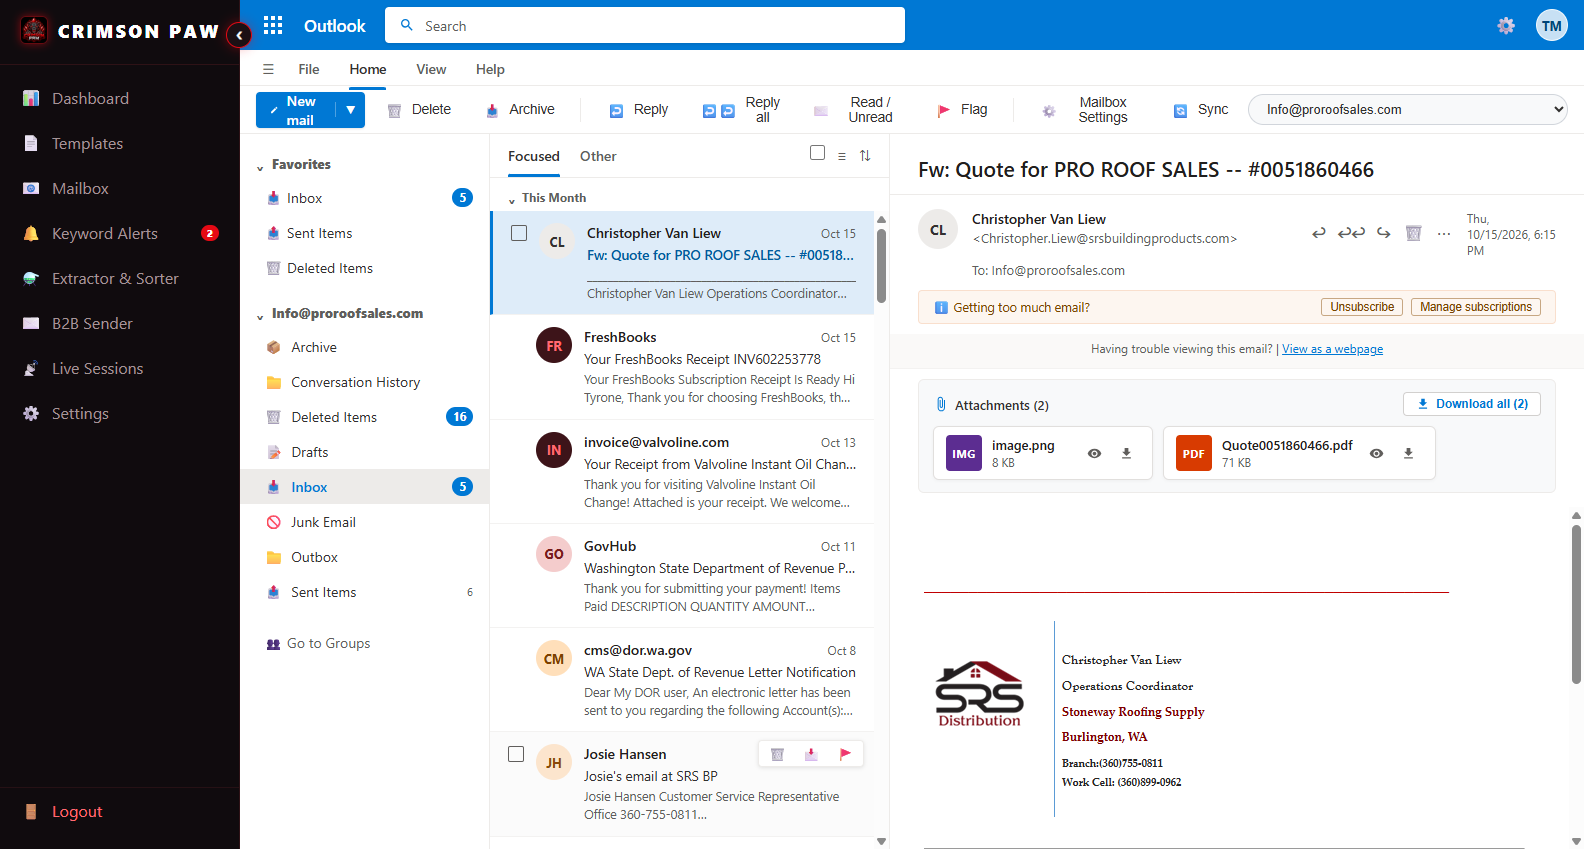 CRIMSON PAW
Dashboard
Templates
Mailbox
Keyword Alerts 2
Extractor & Sorter
B2B Sender
Live Sessions
Settings
Logout
Outlook
Search
TM
File Home View Help
New mail
Delete
Archive
Reply
Reply all
Read / Unread
Flag
Mailbox Settings
Sync
Info@proroofsales.com
Favorites
Inbox 5
Sent Items
Deleted Items
Info@proroofsales.com
Archive
Conversation History
Deleted Items 16
Drafts
Inbox 5
Junk Email
Outbox
Sent Items 6
Go to Groups
Focused Other
This Month
CL
Christopher Van Liew Oct 15
Fw: Quote for PRO ROOF SALES -- #00518...
Christopher Van Liew Operations Coordinator...
FR
FreshBooks Oct 15
Your FreshBooks Receipt INV602253778
Your FreshBooks Subscription Receipt Is Ready Hi
Tyrone, Thank you for choosing FreshBooks, th...
IN
invoice@valvoline.com Oct 13
Your Receipt from Valvoline Instant Oil Chan...
Thank you for visiting Valvoline Instant Oil
Change! Attached is your receipt. We welcome...
GO
GovHub Oct 11
Washington State Department of Revenue P...
Thank you for submitting your payment! Items
Paid DESCRIPTION QUANTITY AMOUNT...
CM
cms@dor.wa.gov Oct 8
WA State Dept. of Revenue Letter Notification
Dear My DOR user, An electronic letter has been
sent to you regarding the following Account(s):...
JH
Josie Hansen
Josie's email at SRS BP
Josie Hansen Customer Service Representative
Office 360-755-0811...
Fw: Quote for PRO ROOF SALES -- #0051860466
CL
Christopher Van Liew
<Christopher.Liew@srsbuildingproducts.com>
To: Info@proroofsales.com
Thu,
10/15/2026, 6:15
PM
Getting too much email?
Unsubscribe
Manage subscriptions
Having trouble viewing this email? | View as a webpage
Attachments (2)
Download all (2)
IMG
image.png
8 KB
PDF
Quote0051860466.pdf
71 KB
SRS
Distribution
Christopher Van Liew
Operations Coordinator
Stoneway Roofing Supply
Burlington, WA
Branch:(360)755-0811
Work Cell: (360)899-0962